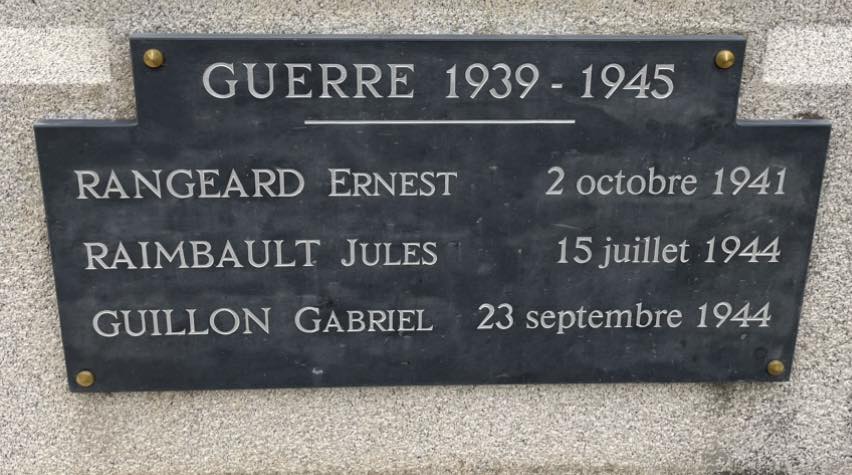 GUERRE 1939 - 1945
RANGEARD ERNEST 2 octobre 1941
RAIMBAULT JULES 15 juillet 1944
GUILLON GABRIEL 23 septembre 1944